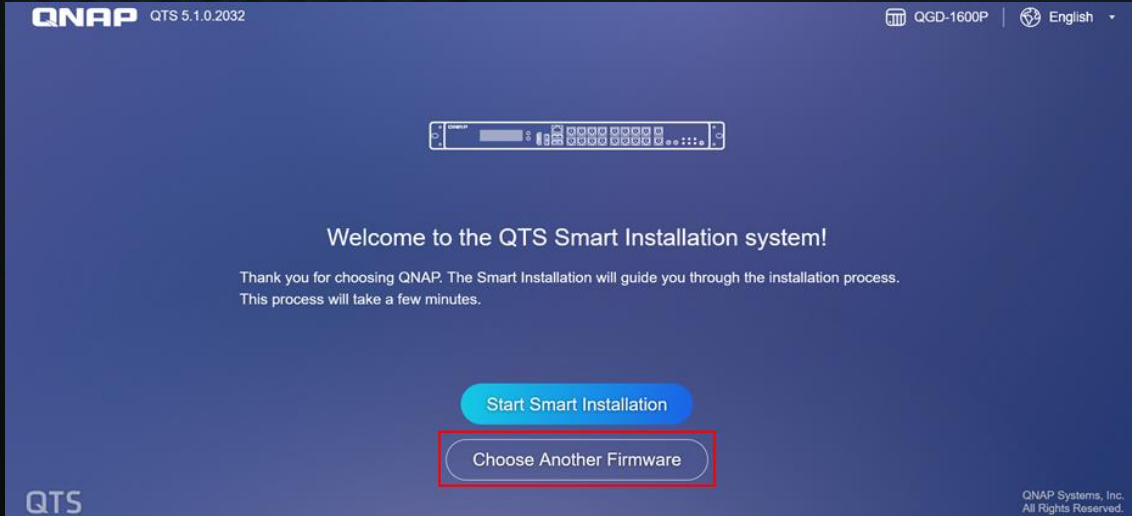 QNAP QTS 5.1.0.2032
QGD-1600P
English
Welcome to the QTS Smart Installation system!
Thank you for choosing QNAP. The Smart Installation will guide you through the installation process.
This process will take a few minutes.
Start Smart Installation
Choose Another Firmware
QTS
QNAP Systems, Inc.
All Rights Reserved.